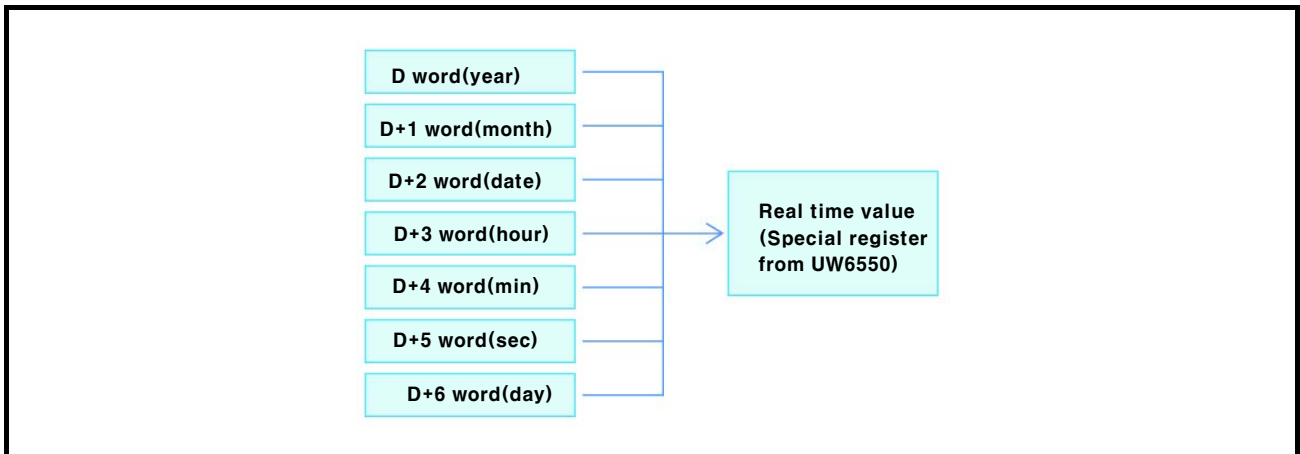 D word(year)
D+1 word(month)
D+2 word(date)
D+3 word(hour)
D+4 word(min)
D+5 word(sec)
D+6 word(day)
Real time value
(Special register
from UW6550)